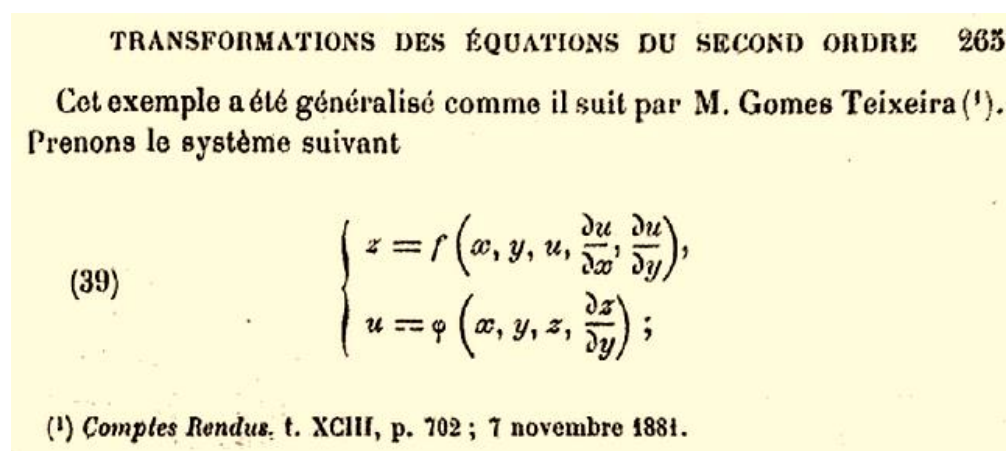 TRANSFORMATIONS DES ÉQUATIONS DU SECOND ORDRE 265
Cet exemple a été généralisé comme il suit par M. Gomes Teixeira (¹).
Prenons le système suivant
z = f (x, y, u, ∂u/∂x, ∂u/∂y),
(39)
u = φ (x, y, z, ∂z/∂y) ;
(¹) Comptes Rendus. t. XCIII, p. 702 ; 7 novembre 1881.